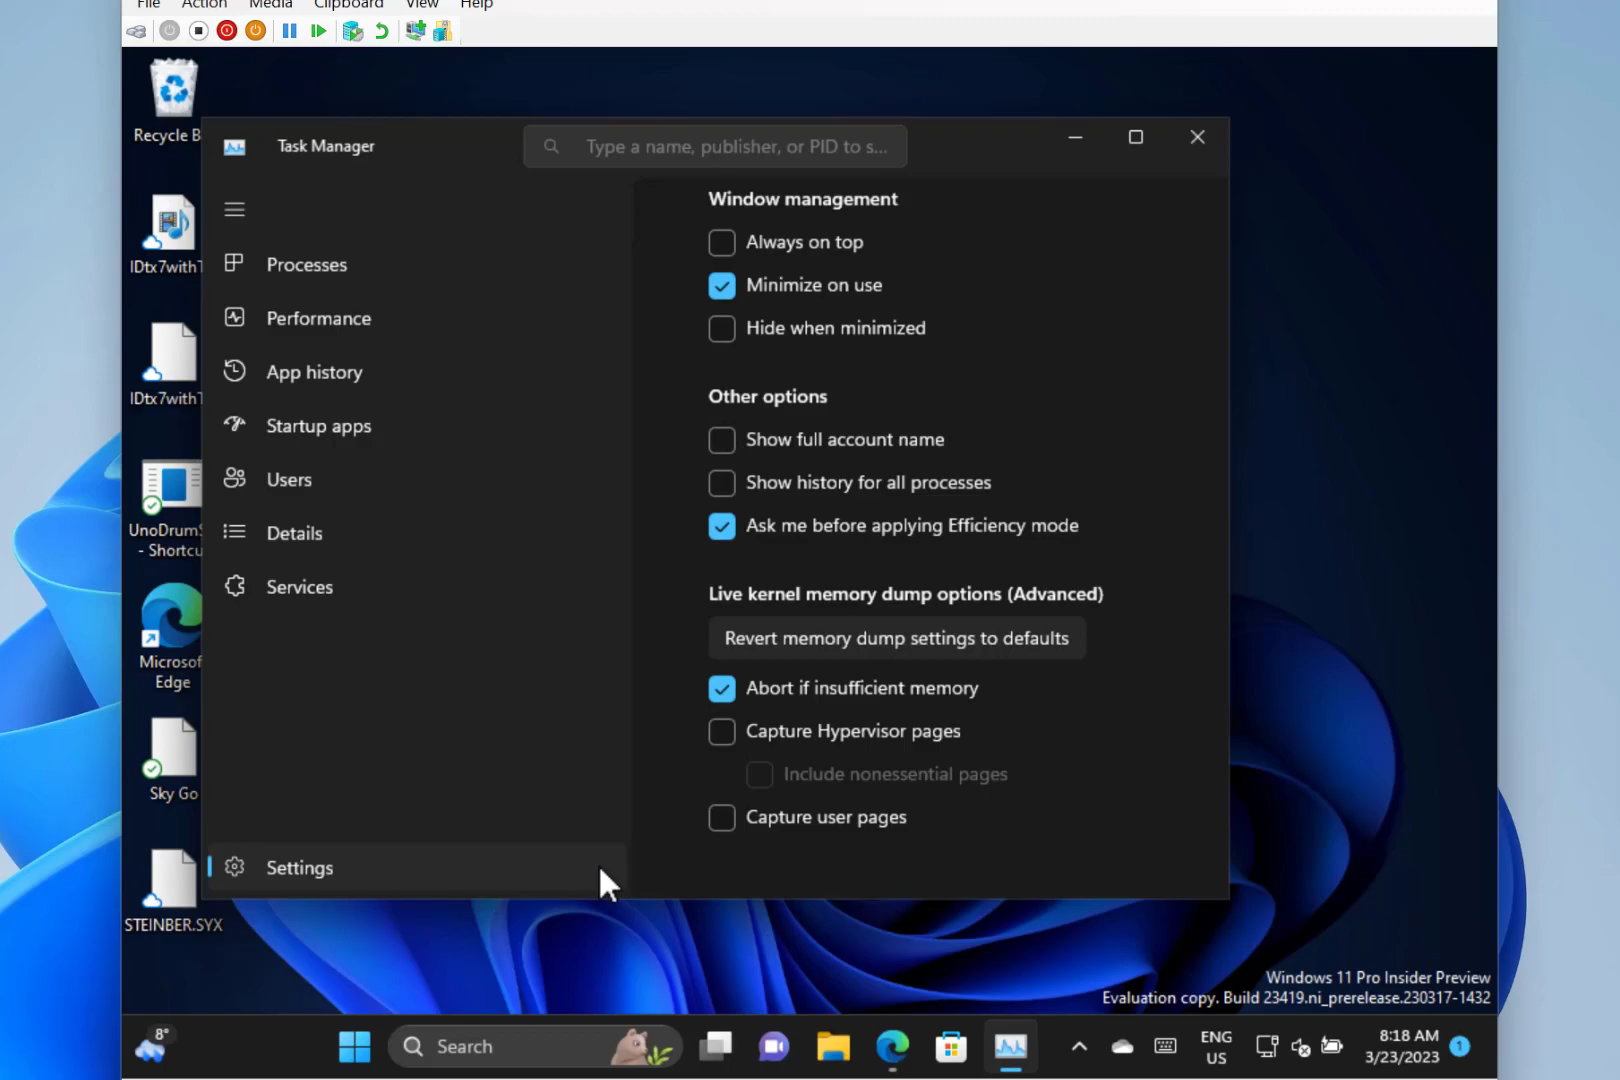 File Action Media Clipboard View Help
Recycle B
IDtx7withT
IDtx7withT
UnoDrumS
- Shortcu
Microsof
Edge
Sky Go
STEINBER.SYX
Task Manager
Type a name, publisher, or PID to s...
Processes
Performance
App history
Startup apps
Users
Details
Services
Settings
Window management
Always on top
Minimize on use
Hide when minimized
Other options
Show full account name
Show history for all processes
Ask me before applying Efficiency mode
Live kernel memory dump options (Advanced)
Revert memory dump settings to defaults
Abort if insufficient memory
Capture Hypervisor pages
Include nonessential pages
Capture user pages
Windows 11 Pro Insider Preview
Evaluation copy. Build 23419.ni_prerelease.230317-1432
8°
Search
ENG
US
8:18 AM
3/23/2023
1